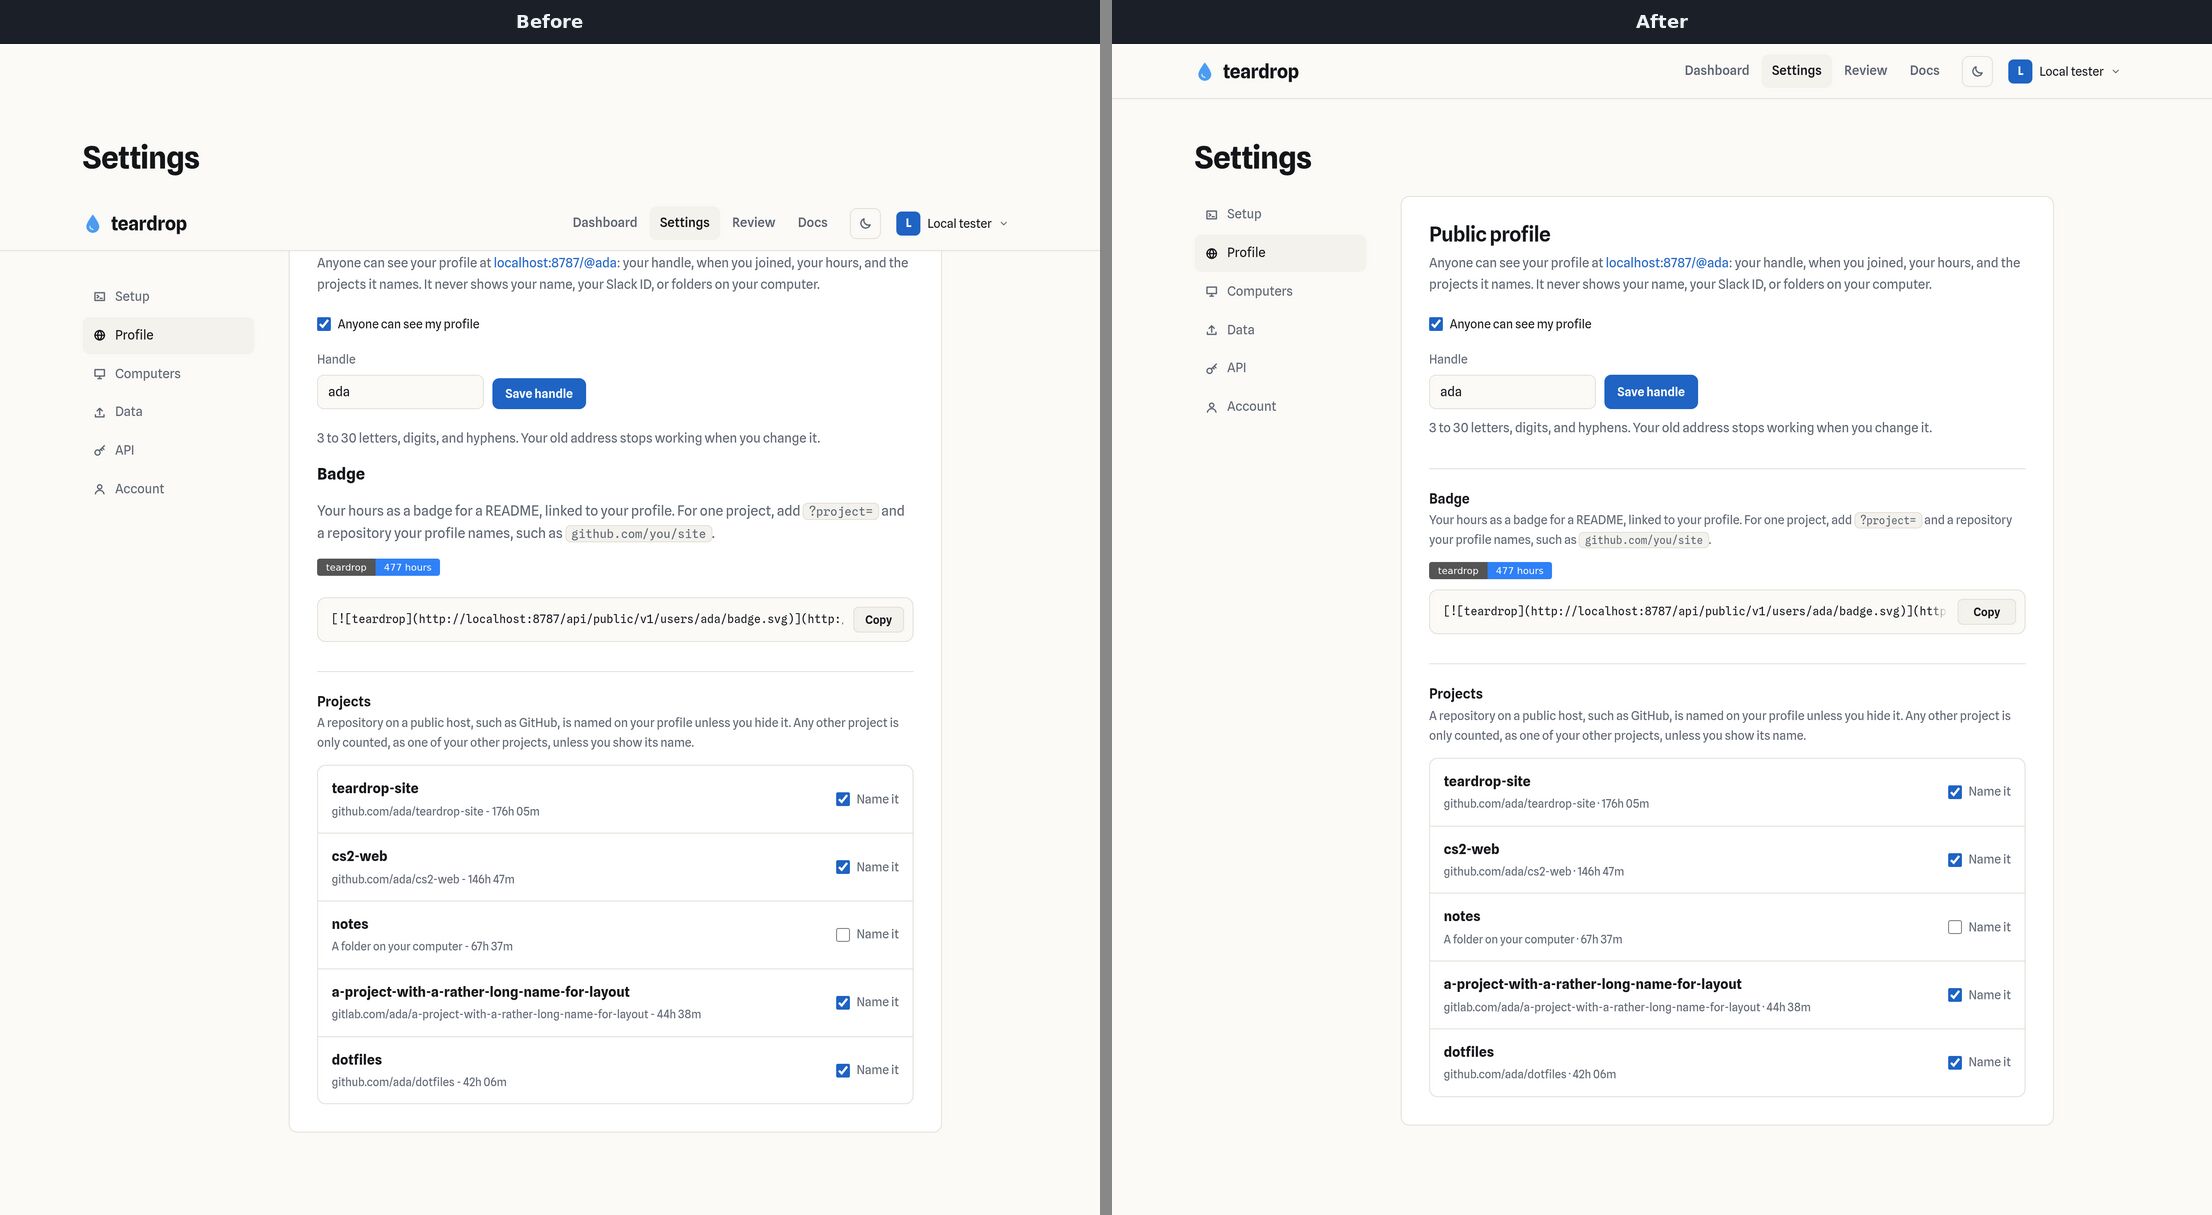 Before
Settings
teardrop
Dashboard
Settings
Review
Docs
L
Local tester
Setup
Profile
Computers
Data
API
Account
Anyone can see your profile at localhost:8787/@ada: your handle, when you joined, your hours, and the
projects it names. It never shows your name, your Slack ID, or folders on your computer.
Anyone can see my profile
Handle
ada
Save handle
3 to 30 letters, digits, and hyphens. Your old address stops working when you change it.
Badge
Your hours as a badge for a README, linked to your profile. For one project, add ?project= and
a repository your profile names, such as github.com/you/site.
teardrop 477 hours
[![teardrop](http://localhost:8787/api/public/v1/users/ada/badge.svg)](http:/
Copy
Projects
A repository on a public host, such as GitHub, is named on your profile unless you hide it. Any other project is
only counted, as one of your other projects, unless you show its name.
teardrop-site
github.com/ada/teardrop-site - 176h 05m
Name it
cs2-web
github.com/ada/cs2-web - 146h 47m
Name it
notes
A folder on your computer - 67h 37m
Name it
a-project-with-a-rather-long-name-for-layout
gitlab.com/ada/a-project-with-a-rather-long-name-for-layout - 44h 38m
Name it
dotfiles
github.com/ada/dotfiles - 42h 06m
Name it
After
teardrop
Dashboard
Settings
Review
Docs
L
Local tester
Settings
Setup
Profile
Computers
Data
API
Account
Public profile
Anyone can see your profile at localhost:8787/@ada: your handle, when you joined, your hours, and the
projects it names. It never shows your name, your Slack ID, or folders on your computer.
Anyone can see my profile
Handle
ada
Save handle
3 to 30 letters, digits, and hyphens. Your old address stops working when you change it.
Badge
Your hours as a badge for a README, linked to your profile. For one project, add ?project= and a repository
your profile names, such as github.com/you/site.
teardrop 477 hours
[![teardrop](http://localhost:8787/api/public/v1/users/ada/badge.svg)](http
Copy
Projects
A repository on a public host, such as GitHub, is named on your profile unless you hide it. Any other project is
only counted, as one of your other projects, unless you show its name.
teardrop-site
github.com/ada/teardrop-site · 176h 05m
Name it
cs2-web
github.com/ada/cs2-web · 146h 47m
Name it
notes
A folder on your computer · 67h 37m
Name it
a-project-with-a-rather-long-name-for-layout
gitlab.com/ada/a-project-with-a-rather-long-name-for-layout · 44h 38m
Name it
dotfiles
github.com/ada/dotfiles · 42h 06m
Name it